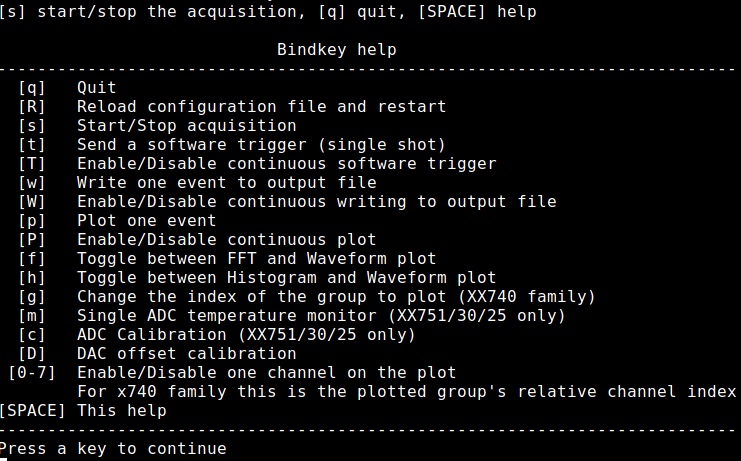 [s] start/stop the acquisition, [q] quit, [SPACE] help
Bindkey help
--------------------------------------------------------------------------
[q] Quit
[R] Reload configuration file and restart
[s] Start/Stop acquisition
[t] Send a software trigger (single shot)
[T] Enable/Disable continuous software trigger
[w] Write one event to output file
[W] Enable/Disable continuous writing to output file
[p] Plot one event
[P] Enable/Disable continuous plot
[f] Toggle between FFT and Waveform plot
[h] Toggle between Histogram and Waveform plot
[g] Change the index of the group to plot (XX740 family)
[m] Single ADC temperature monitor (XX751/30/25 only)
[c] ADC Calibration (XX751/30/25 only)
[D] DAC offset calibration
[0-7] Enable/Disable one channel on the plot
For x740 family this is the plotted group's relative channel index
[SPACE] This help
--------------------------------------------------------------------------
Press a key to continue